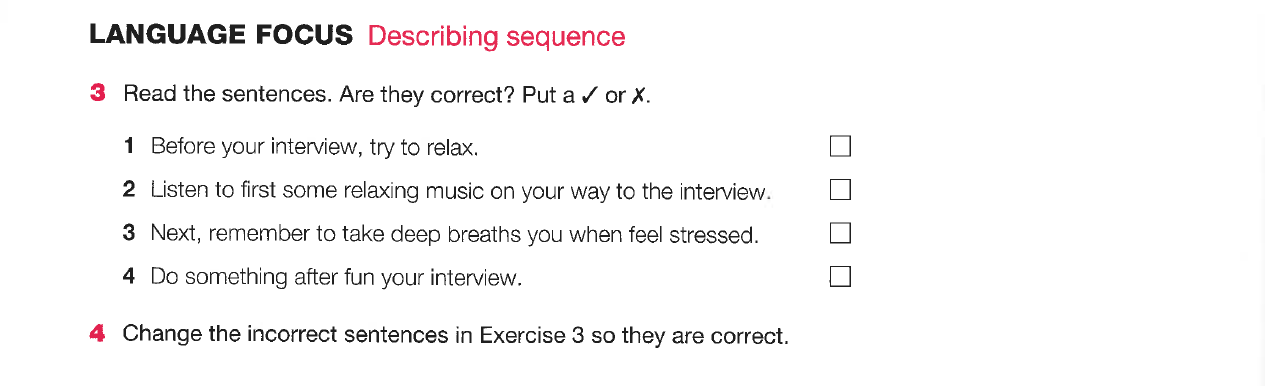 LANGUAGE FOCUS Describing sequence
3 Read the sentences. Are they correct? Put a ✓ or ✗.
1 Before your interview, try to relax.
2 Listen to first some relaxing music on your way to the interview.
3 Next, remember to take deep breaths you when feel stressed.
4 Do something after fun your interview.
4 Change the incorrect sentences in Exercise 3 so they are correct.